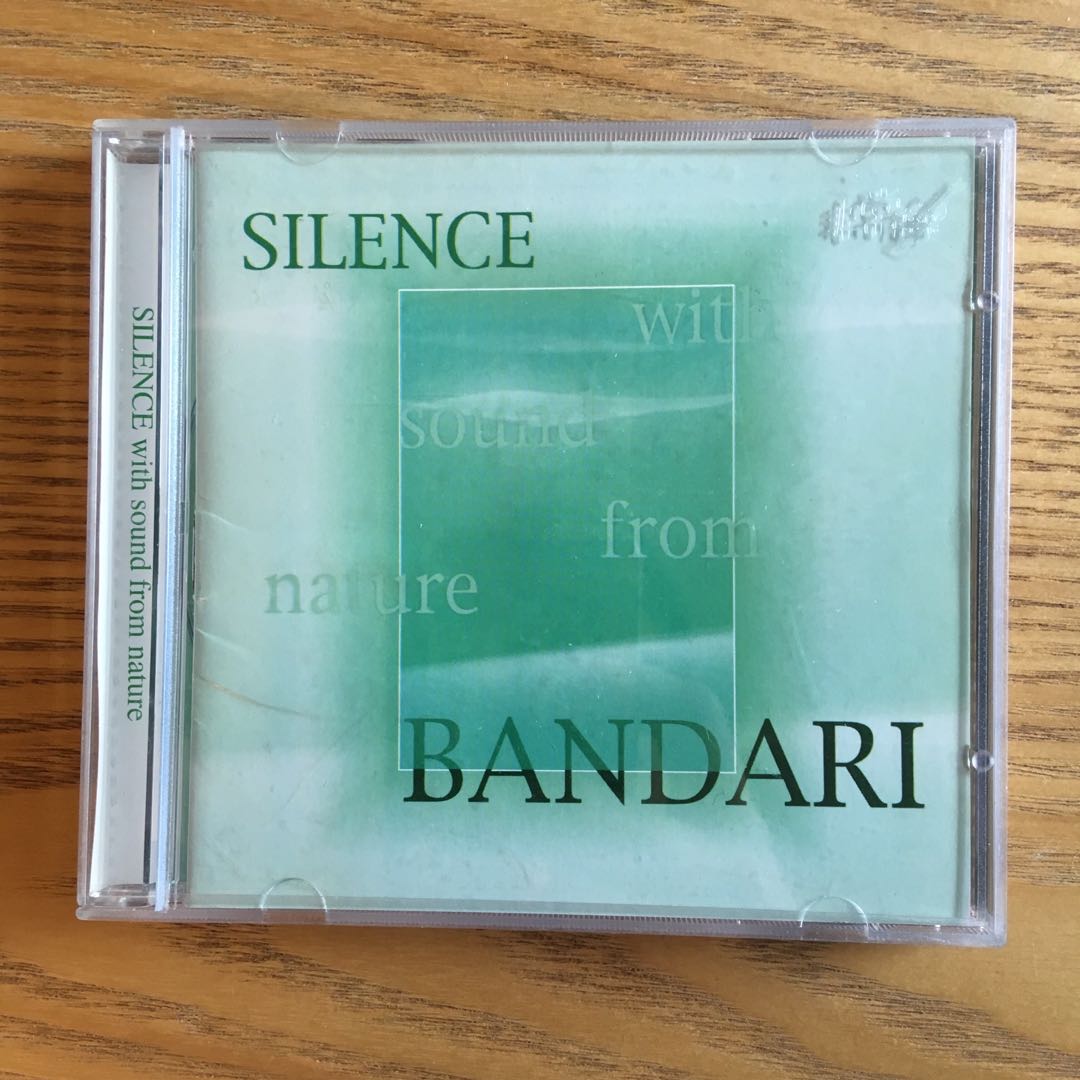 SILENCE with sound from nature
SILENCE
with
sound
from
nature
BANDARI